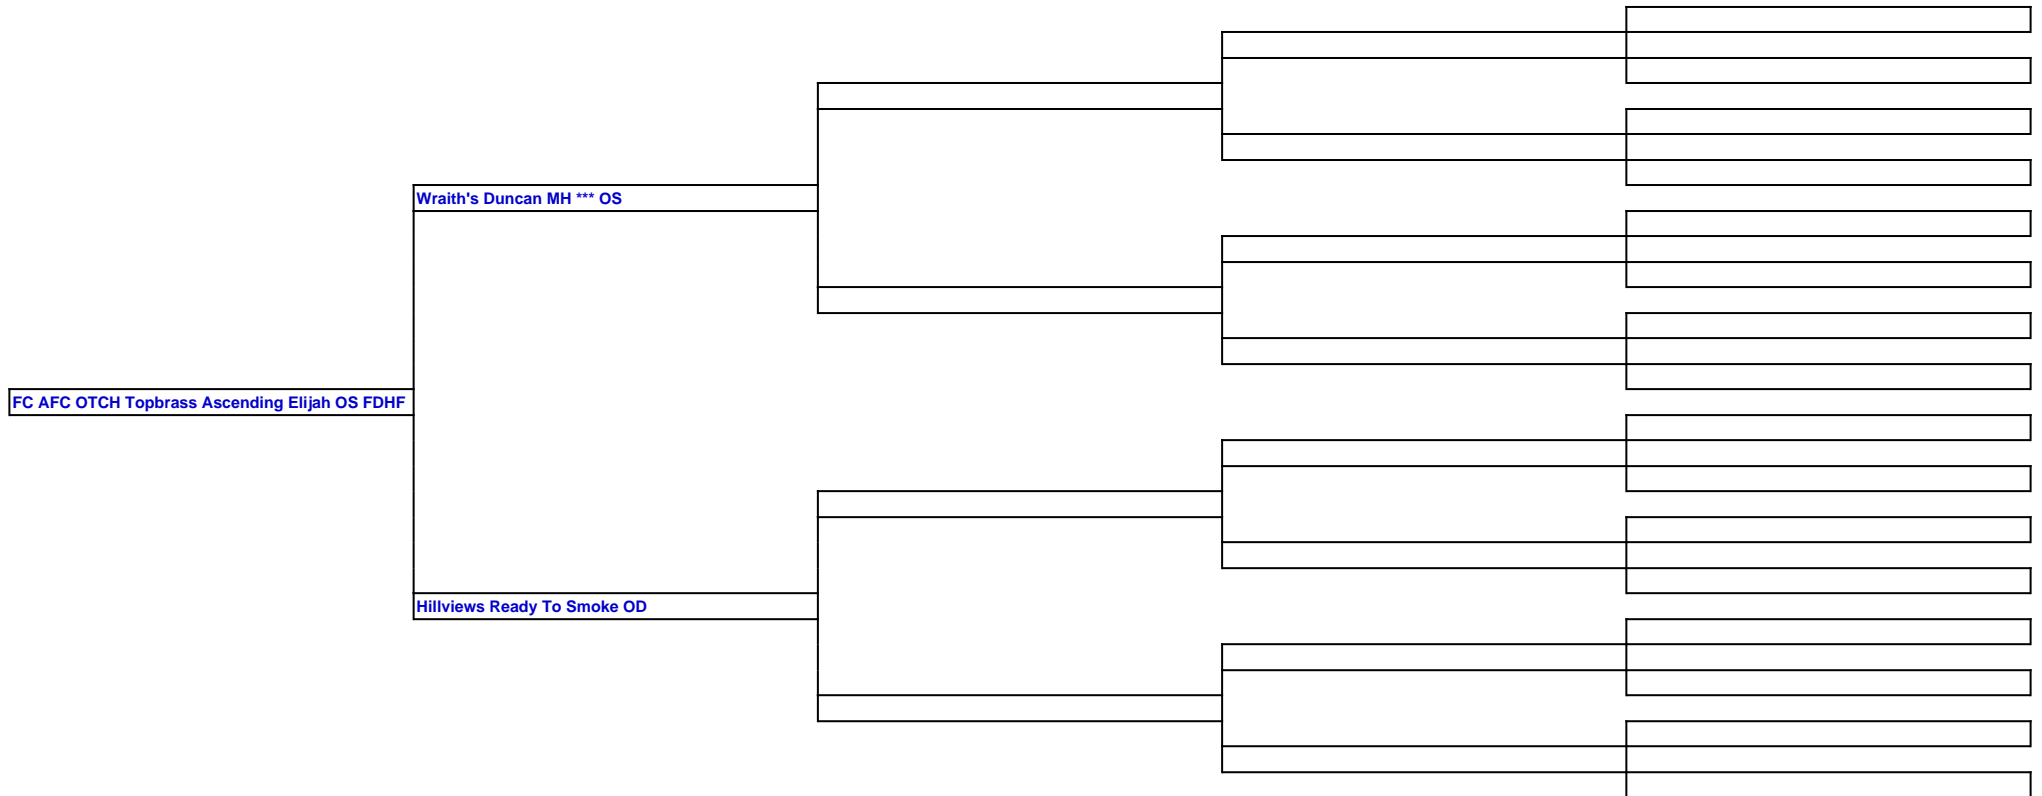 Wraith's Duncan MH *** OS
FC AFC OTCH Topbrass Ascending Elijah OS FDHF
Hillviews Ready To Smoke OD